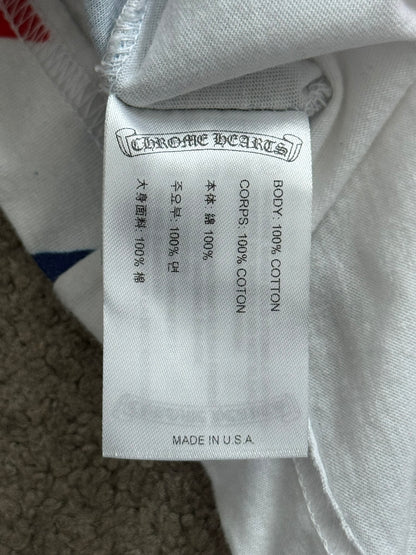 CHROME HEARTS
BODY: 100% COTTON
CORPS: 100% COTON
本体: 綿 100%
주요부: 100% 면
大身面料: 100% 棉
MADE IN U.S.A.